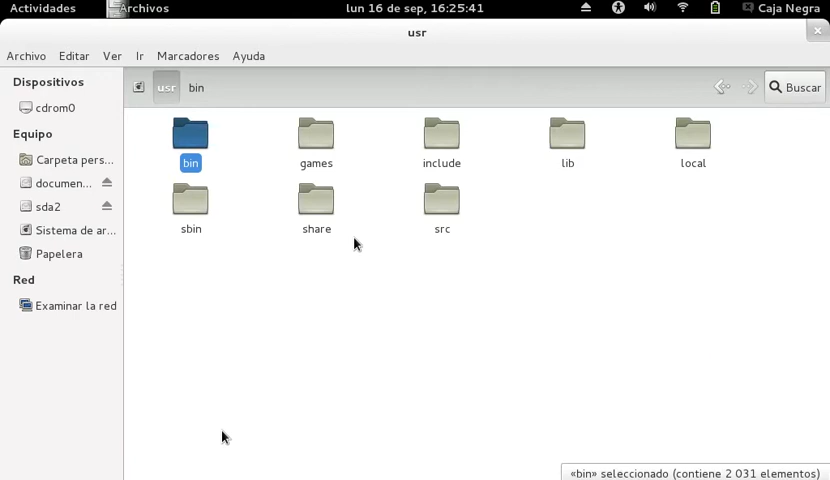 Actividades Archivos lun 16 de sep, 16:25:41 Caja Negra
usr
Archivo Editar Ver Ir Marcadores Ayuda
usr bin Buscar
Dispositivos
cdrom0
Equipo
Carpeta pers...
documen...
sda2
Sistema de ar...
Papelera
Red
Examinar la red
bin games include lib local
sbin share src
«bin» seleccionado (contiene 2 031 elementos)